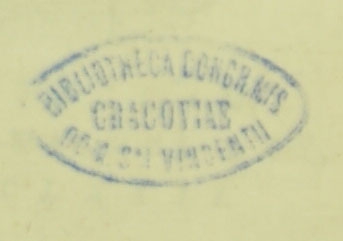 BIBLIOTHECA CONGR. MIS
CRACOVIAE
VINCENTII